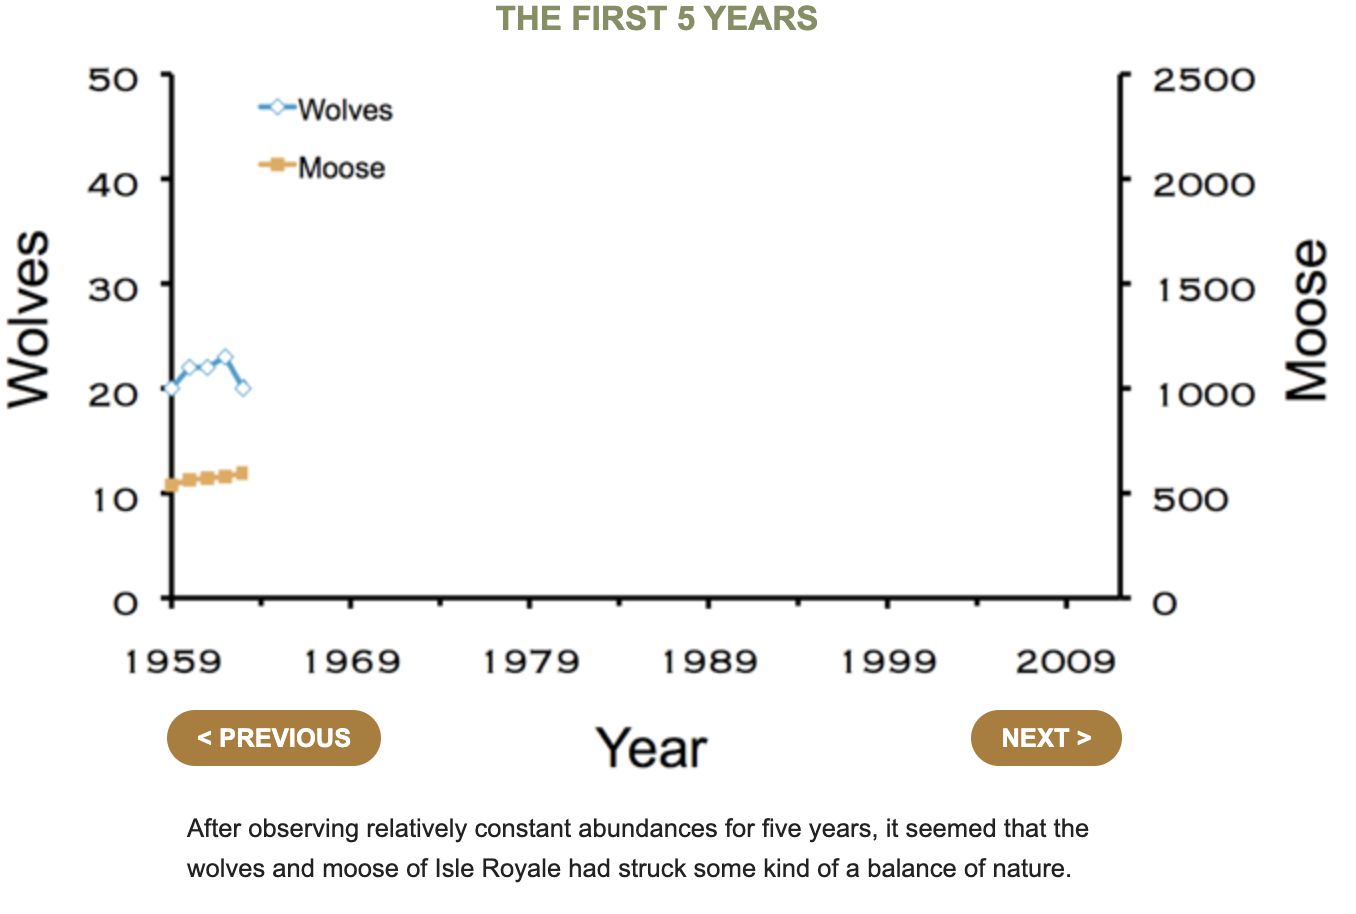 THE FIRST 5 YEARS
50
40
30
20
10
0
Wolves
Wolves
Moose
2500
2000
1500
1000
500
0
Moose
1959 1969 1979 1989 1999 2009
Year
< PREVIOUS
NEXT >
After observing relatively constant abundances for five years, it seemed that the
wolves and moose of Isle Royale had struck some kind of a balance of nature.